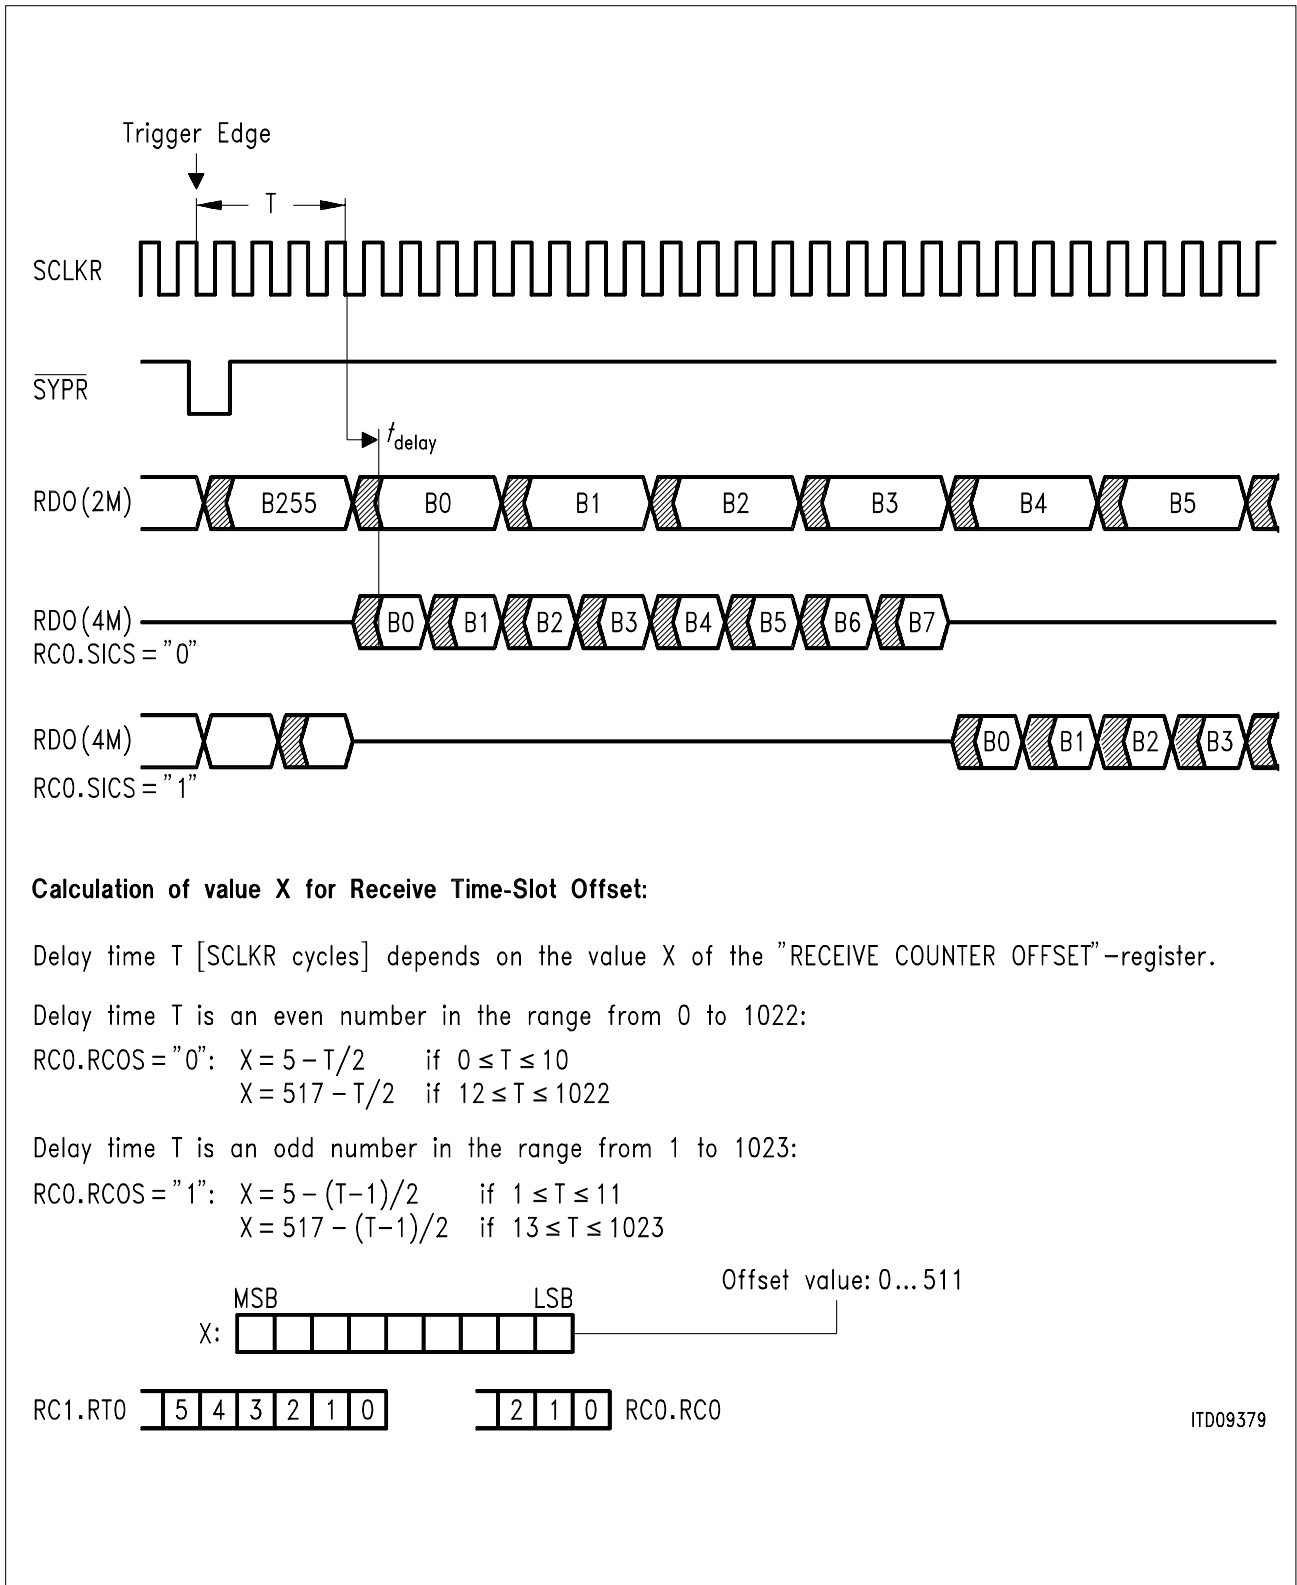 Trigger Edge
T
SCLKR
SYPR
t delay
RDO(2M) B255 B0 B1 B2 B3 B4 B5
RDO(4M) B0 B1 B2 B3 B4 B5 B6 B7
RC0.SICS = "0"
RDO(4M) B0 B1 B2 B3
RC0.SICS = "1"
Calculation of value X for Receive Time-Slot Offset:
Delay time T [SCLKR cycles] depends on the value X of the "RECEIVE COUNTER OFFSET"-register.
Delay time T is an even number in the range from 0 to 1022:
RC0.RCOS = "0": X = 5 – T/2 if 0 ≤ T ≤ 10
X = 517 – T/2 if 12 ≤ T ≤ 1022
Delay time T is an odd number in the range from 1 to 1023:
RC0.RCOS = "1": X = 5 – (T–1)/2 if 1 ≤ T ≤ 11
X = 517 – (T–1)/2 if 13 ≤ T ≤ 1023
Offset value: 0... 511
MSB LSB
X:
RC1.RTO 5 4 3 2 1 0 2 1 0 RC0.RCO
ITD09379